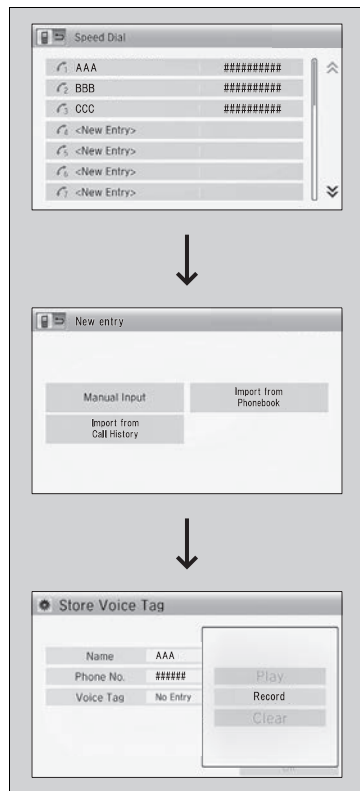 Speed Dial
1 AAA ##########
2 BBB ##########
3 CCC ##########
4 <New Entry>
5 <New Entry>
6 <New Entry>
7 <New Entry>
New entry
Manual Input
Import from
Phonebook
Import from
Call History
Store Voice Tag
Name AAA
Phone No. ######
Voice Tag No Entry
Play
Record
Clear